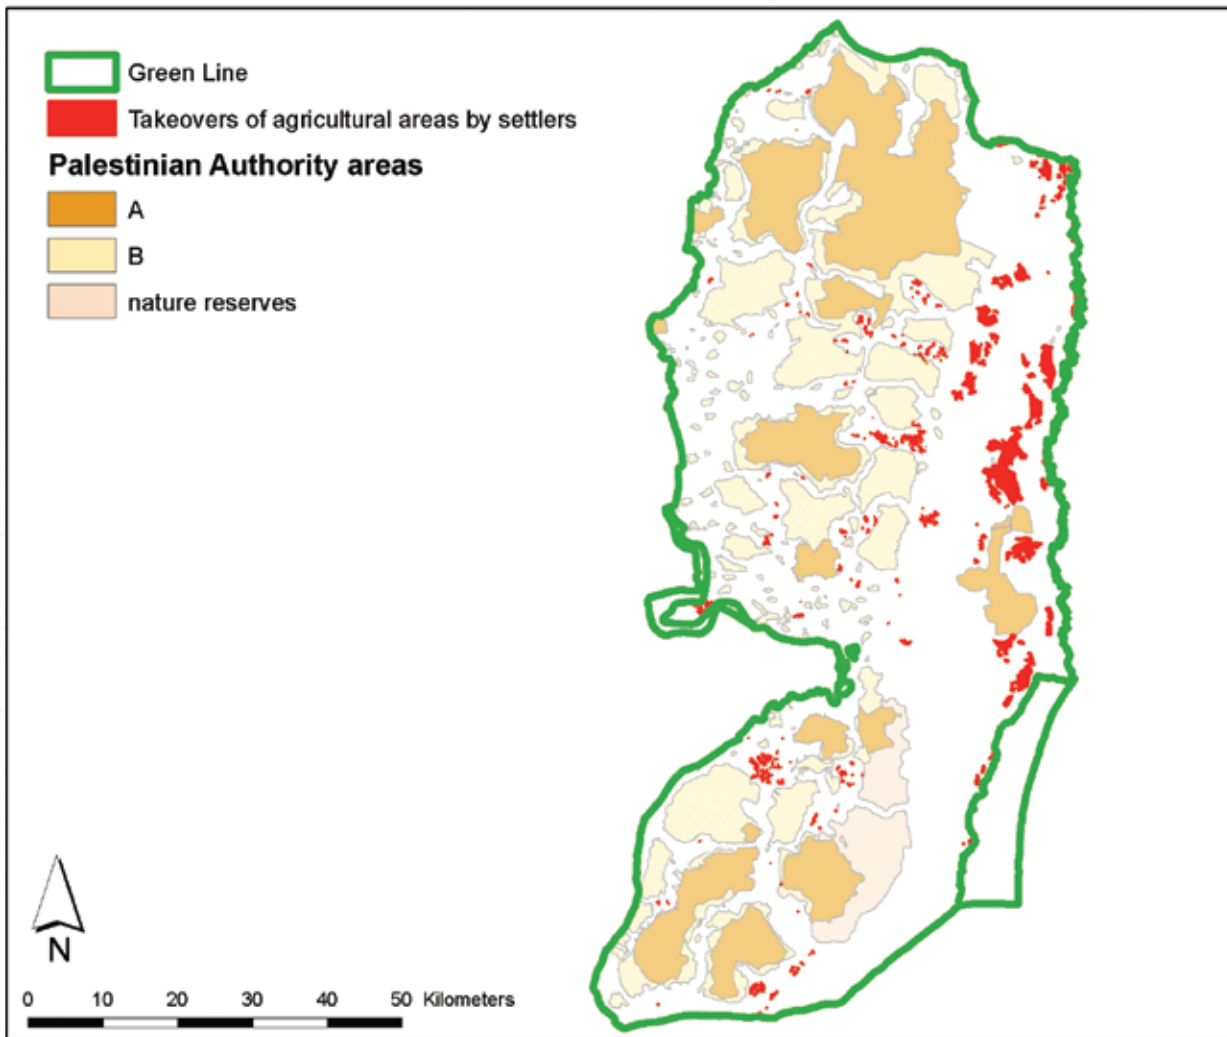 Green Line
Takeovers of agricultural areas by settlers
Palestinian Authority areas
A
B
nature reserves
N
0 10 20 30 40 50 Kilometers